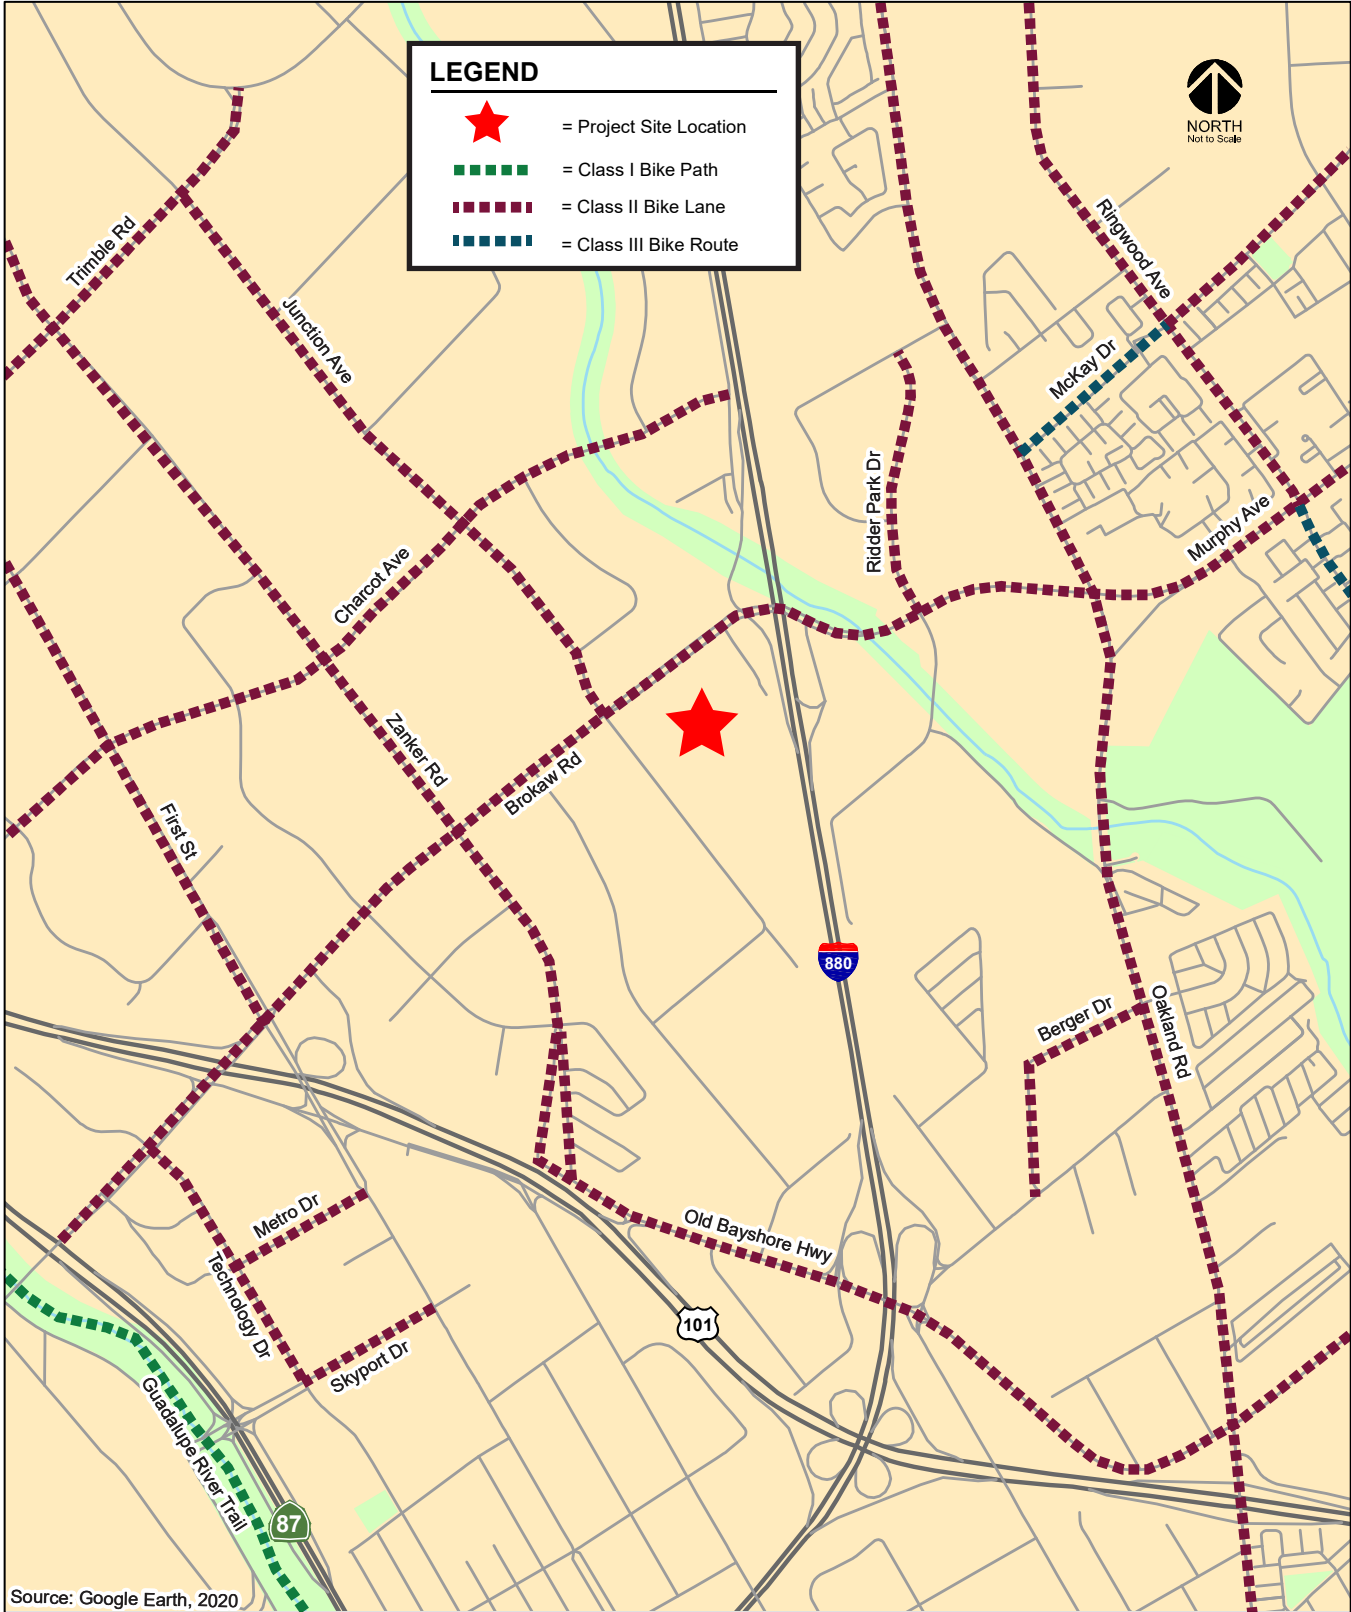 LEGEND
= Project Site Location
= Class I Bike Path
= Class II Bike Lane
= Class III Bike Route
NORTH
Not to Scale
Trimble Rd
Junction Ave
Ringwood Ave
McKay Dr
Ridder Park Dr
Murphy Ave
Charcot Ave
Zanker Rd
Brokaw Rd
First St
880
Berger Dr
Oakland Rd
Metro Dr
Old Bayshore Hwy
Technology Dr
101
Skyport Dr
Guadalupe River Trail
87
Source: Google Earth, 2020